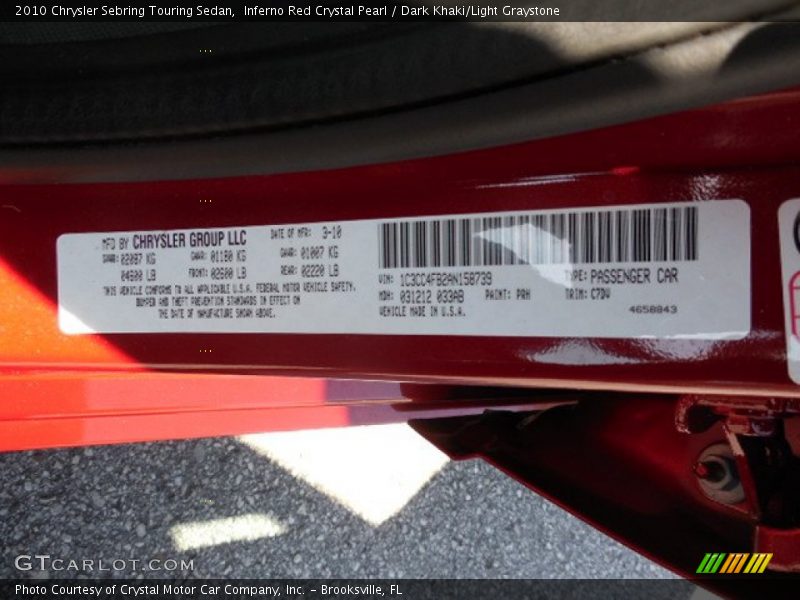 2010 Chrysler Sebring Touring Sedan,  Inferno Red Crystal Pearl / Dark Khaki/Light Graystone
MFD BY CHRYSLER GROUP LLC DATE OF MFR: 3-10
GVWR: 02087 KG GAWR: 01180 KG GAWR: 01007 KG
04600 LB FRONT: 02600 LB REAR: 02220 LB
THIS VEHICLE CONFORMS TO ALL APPLICABLE U.S.A. FEDERAL MOTOR VEHICLE SAFETY,
BUMPER AND THEFT PREVENTION STANDARDS IN EFFECT ON
THE DATE OF MANUFACTURE SHOWN ABOVE.
VIN: 1C3CC4FB2AN158739 TYPE: PASSENGER CAR
MDH: 031212 033AB PAINT: PRH TRIM: C7DV
VEHICLE MADE IN U.S.A. 4658843
GTCARLOT.COM
Photo Courtesy of Crystal Motor Car Company, Inc. – Brooksville, FL